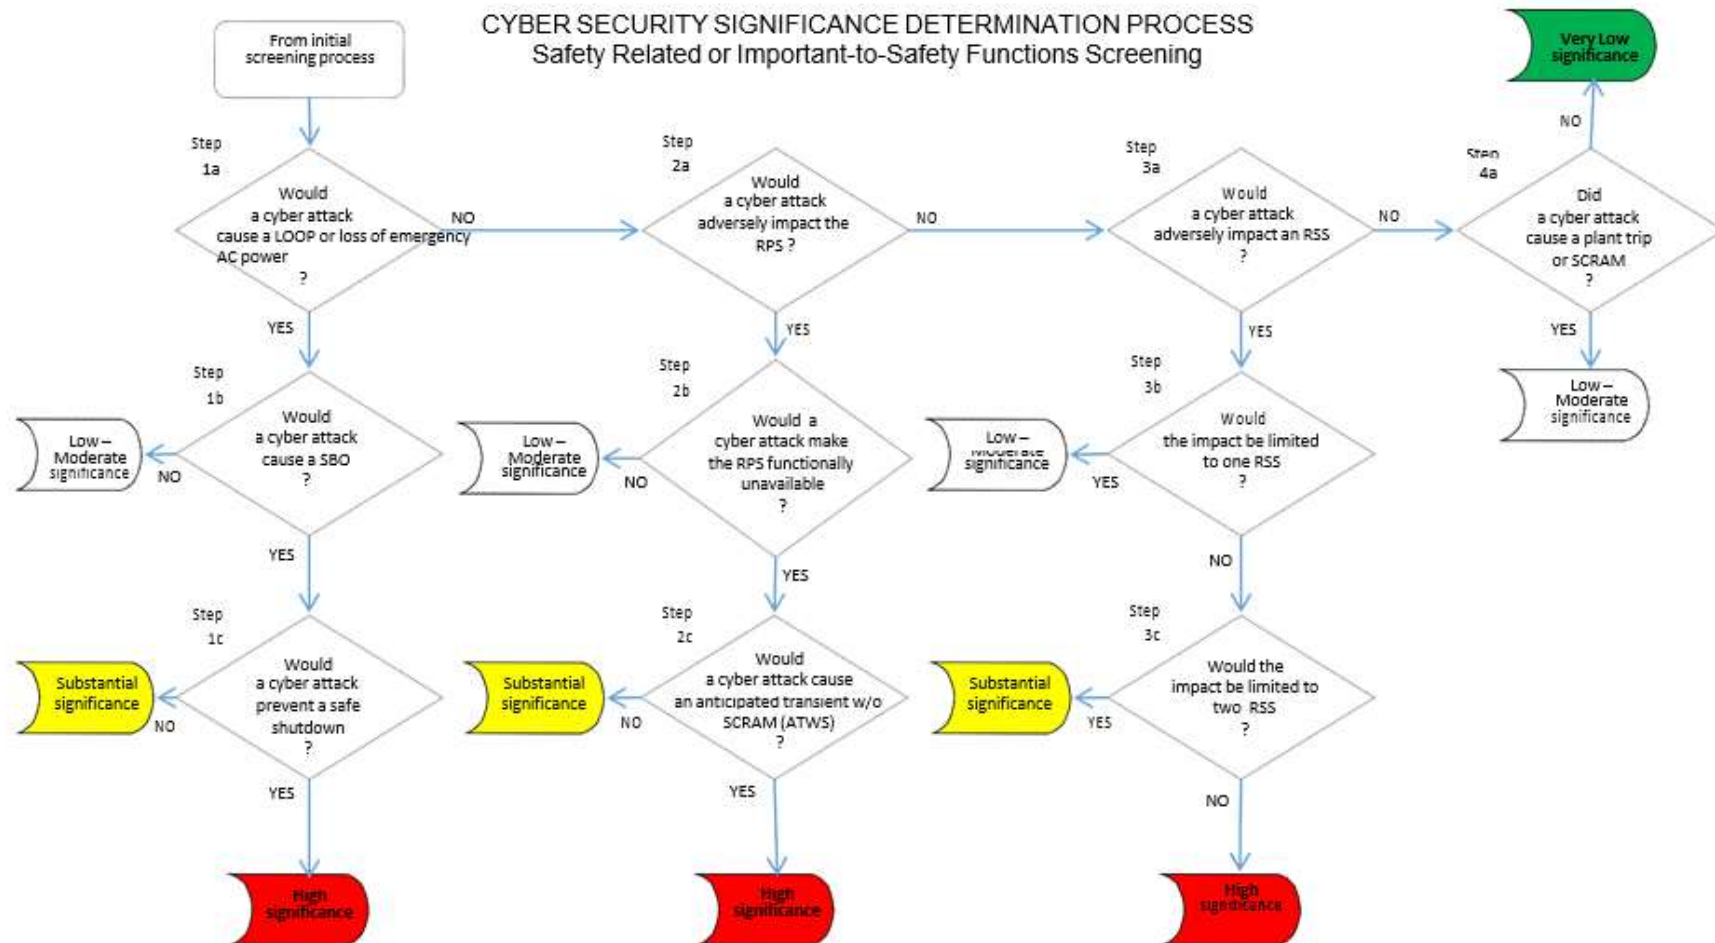 CYBER SECURITY SIGNIFICANCE DETERMINATION PROCESS
Safety Related or Important-to-Safety Functions Screening
From initial
screening process
Very Low
significance
NO
Step
1a
Would
a cyber attack
cause a LOOP or loss of emergency
AC power
?
NO
YES
Step
2a
Would
a cyber attack
adversely impact the
RPS ?
NO
YES
Step
3a
Would
a cyber attack
adversely impact an RSS
?
NO
YES
Step
4a
Did
a cyber attack
cause a plant trip
or SCRAM
?
YES
Low –
Moderate
significance
Step
1b
Would
a cyber attack
cause a SBO
?
NO
Low –
Moderate
significance
YES
Step
2b
Would a
cyber attack make
the RPS functionally
unavailable
?
NO
Low –
Moderate
significance
YES
Step
3b
Would
the impact be limited
to one RSS
?
YES
Low –
Moderate
significance
NO
Step
1c
Would
a cyber attack
prevent a safe
shutdown
?
NO
Substantial
significance
YES
High
significance
Step
2c
Would
a cyber attack cause
an anticipated transient w/o
SCRAM (ATWS)
?
NO
Substantial
significance
YES
High
significance
Step
3c
Would the
impact be limited to
two RSS
?
YES
Substantial
significance
NO
High
significance